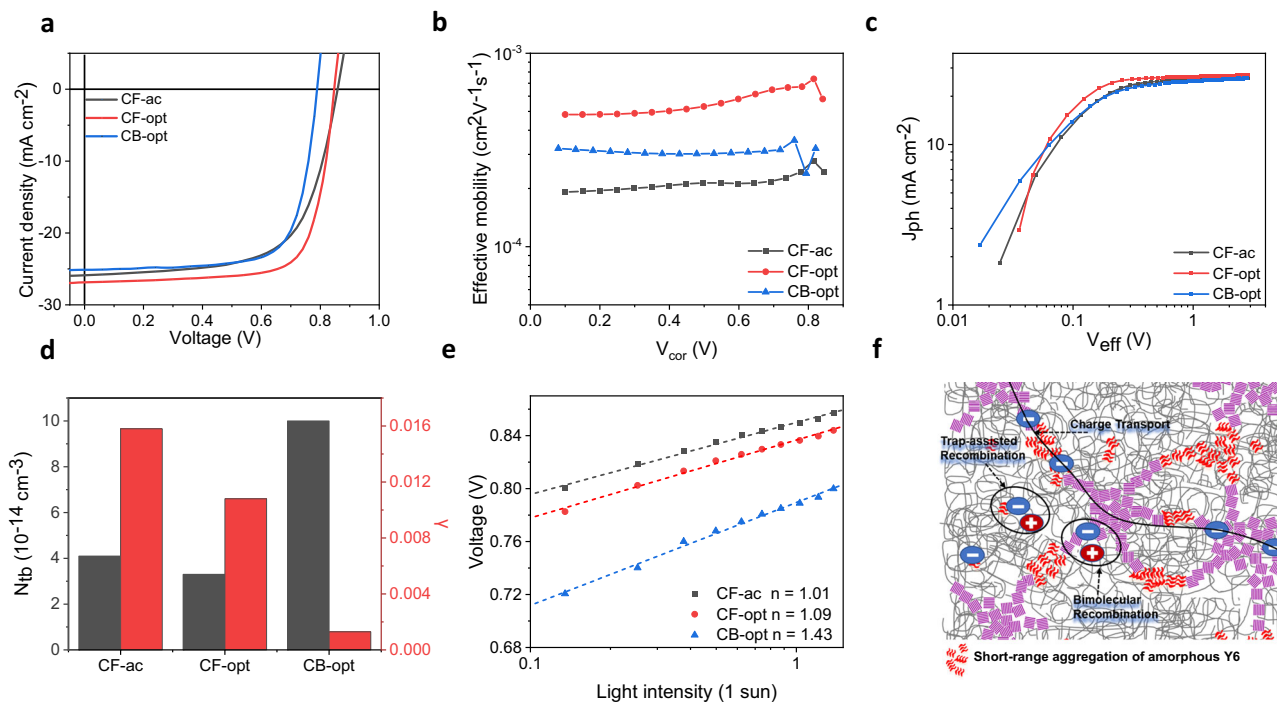 a
0
-10
-20
-30
0.0
0.2
0.4
0.6
0.8
1.0
Current density (mA cm-2)
Voltage (V)
CF-ac
CF-opt
CB-opt
b
10-3
10-4
0.0
0.2
0.4
0.6
0.8
Effective mobility (cm2V-1s-1)
Vcor (V)
CF-ac
CF-opt
CB-opt
c
10
1
0.01
0.1
1
Jph (mA cm-2)
Veff (V)
CF-ac
CF-opt
CB-opt
d
10
8
6
4
2
0
Ntb (10-14 cm-3)
0.016
0.012
0.008
0.004
0.000
γ
CF-ac
CF-opt
CB-opt
e
0.84
0.80
0.76
0.72
0.68
0.1
1
Voltage (V)
Light intensity (1 sun)
CF-ac n = 1.01
CF-opt n = 1.09
CB-opt n = 1.43
f
Charge Transport
Trap-assisted
Recombination
Bimolecular
Recombination
Short-range aggregation of amorphous Y6